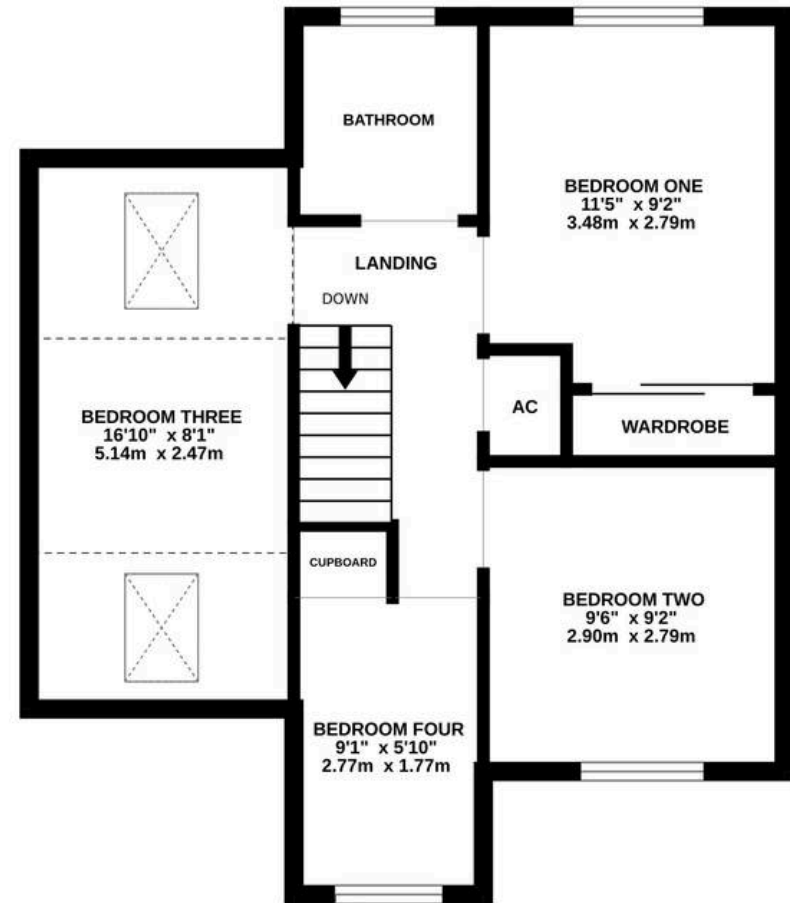 BATHROOM
BEDROOM ONE
11'5" x 9'2"
3.48m x 2.79m
LANDING
DOWN
BEDROOM THREE
16'10" x 8'1"
5.14m x 2.47m
AC
WARDROBE
CUPBOARD
BEDROOM TWO
9'6" x 9'2"
2.90m x 2.79m
BEDROOM FOUR
9'1" x 5'10"
2.77m x 1.77m